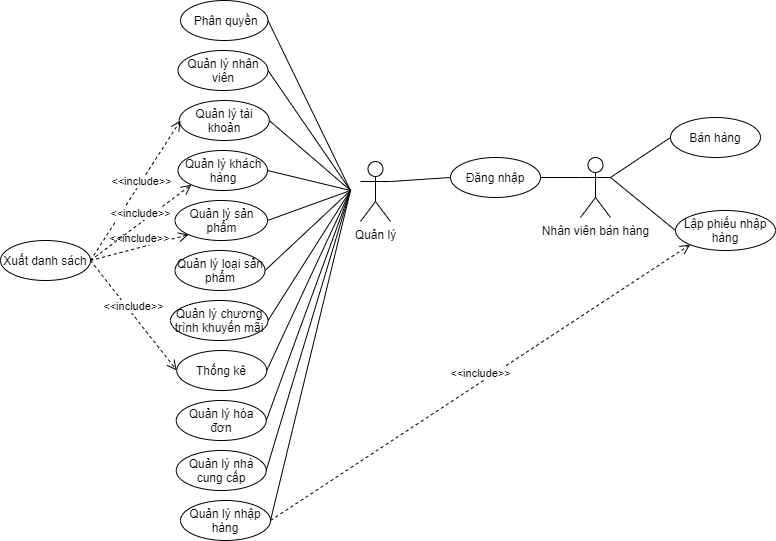 Phân quyền
Quản lý nhân
viên
Quản lý tài
khoản
Quản lý khách
hàng
<<include>>
<<include>>
Quản lý sản
phẩm
<<include>>
Xuất danh sách
Quản lý loại sản
phẩm
<<include>>
Quản lý chương
trình khuyến mãi
Thống kê
Quản lý hóa
đơn
Quản lý nhà
cung cấp
Quản lý nhập
hàng
Quản lý
Đăng nhập
Nhân viên bán hàng
Bán hàng
Lập phiếu nhập
hàng
<<include>>